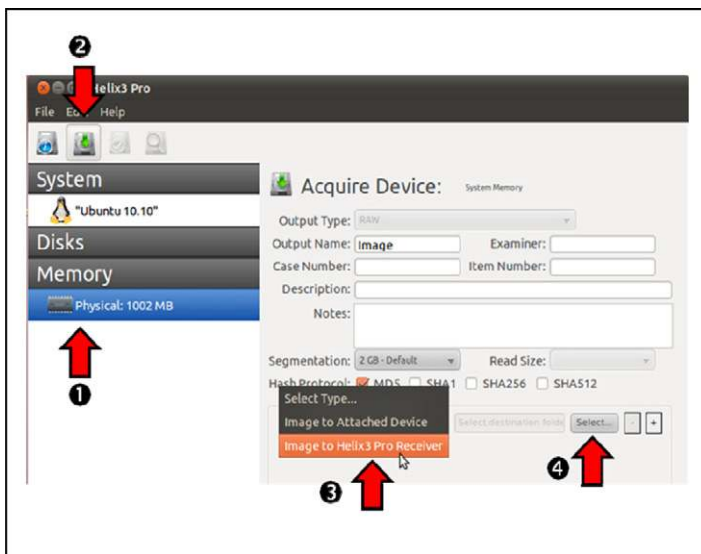 ❷
Helix3 Pro
File Edit Help
System
"Ubuntu 10.10"
Disks
Memory
Physical: 1002 MB
❶
Acquire Device: System Memory
Output Type: RAW
Output Name: Image Examiner:
Case Number: Item Number:
Description:
Notes:
Segmentation: 2 GB - Default Read Size:
Hash Protocol: MD5 SHA1 SHA256 SHA512
Select Type...
Image to Attached Device Select destination folde Select... - +
Image to Helix3 Pro Receiver
❸
❹